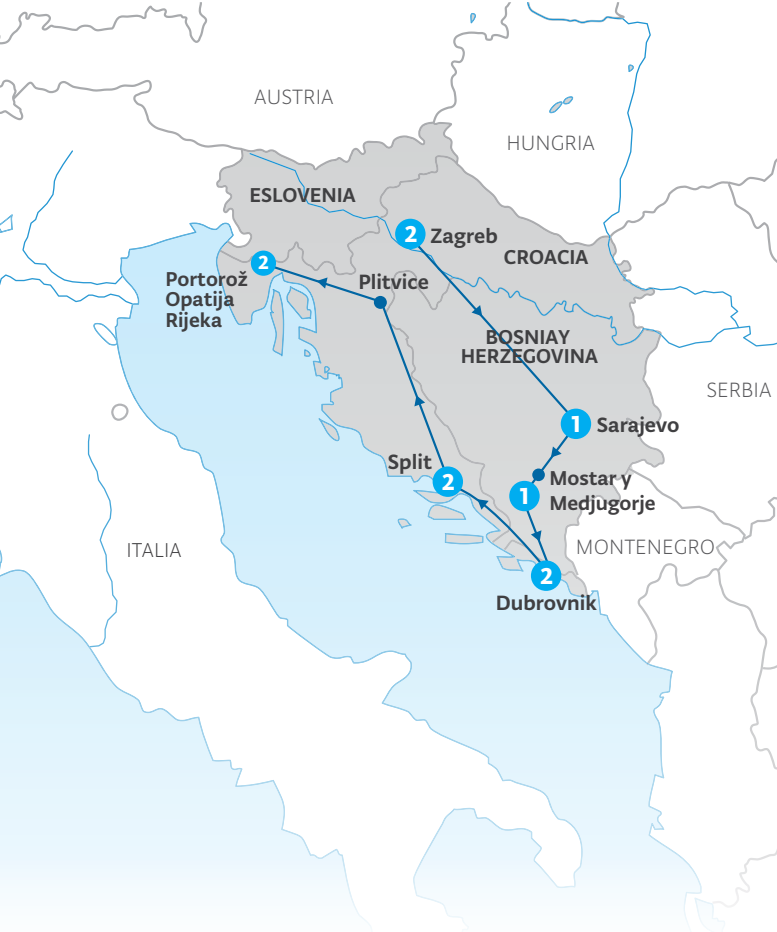 AUSTRIA
HUNGRIA
ESLOVENIA
2 Zagreb
CROACIA
2
Portorož
Opatija
Rijeka
Plitvice
BOSNIAY
HERZEGOVINA
SERBIA
1 Sarajevo
Split
2
Mostar y
1 Medjugorje
ITALIA
MONTENEGRO
2
Dubrovnik